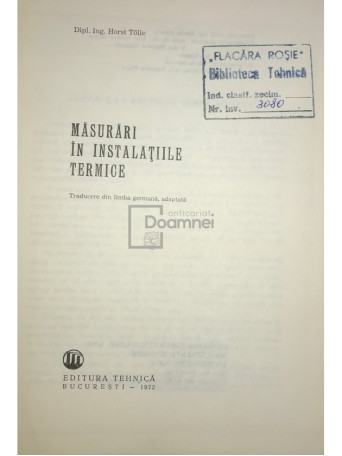 Dipl. Ing. Horst Tölle
"FLACĂRA ROȘIE"
Biblioteca Tehnică
Ind. clasif. zecim.
Nr. inv. 3080
MĂSURĂRI
ÎN INSTALAȚIILE
TERMICE
Traducere din limba germană, adaptată
anticariat
Doamnei
EDITURA TEHNICĂ
BUCUREȘTI — 1972